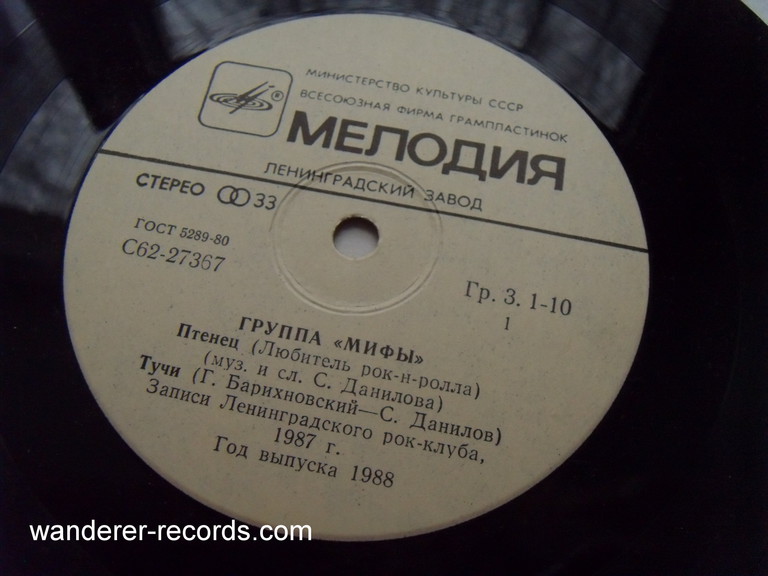 МИНИСТЕРСТВО КУЛЬТУРЫ СССР
ВСЕСОЮЗНАЯ ФИРМА ГРАМПЛАСТИНОК
®
МЕЛОДИЯ
ЛЕНИНГРАДСКИЙ ЗАВОД
СТЕРЕО 33
ГОСТ 5289-80
С62-27367
Гр. 3. 1-10
1
ГРУППА «МИФЫ»
Птенец (Любитель рок-н-ролла)
(муз. и сл. С. Данилова)
Тучи (Г. Барихновский—С. Данилов)
Записи Ленинградского рок-клуба,
1987 г.
Год выпуска 1988
wanderer-records.com